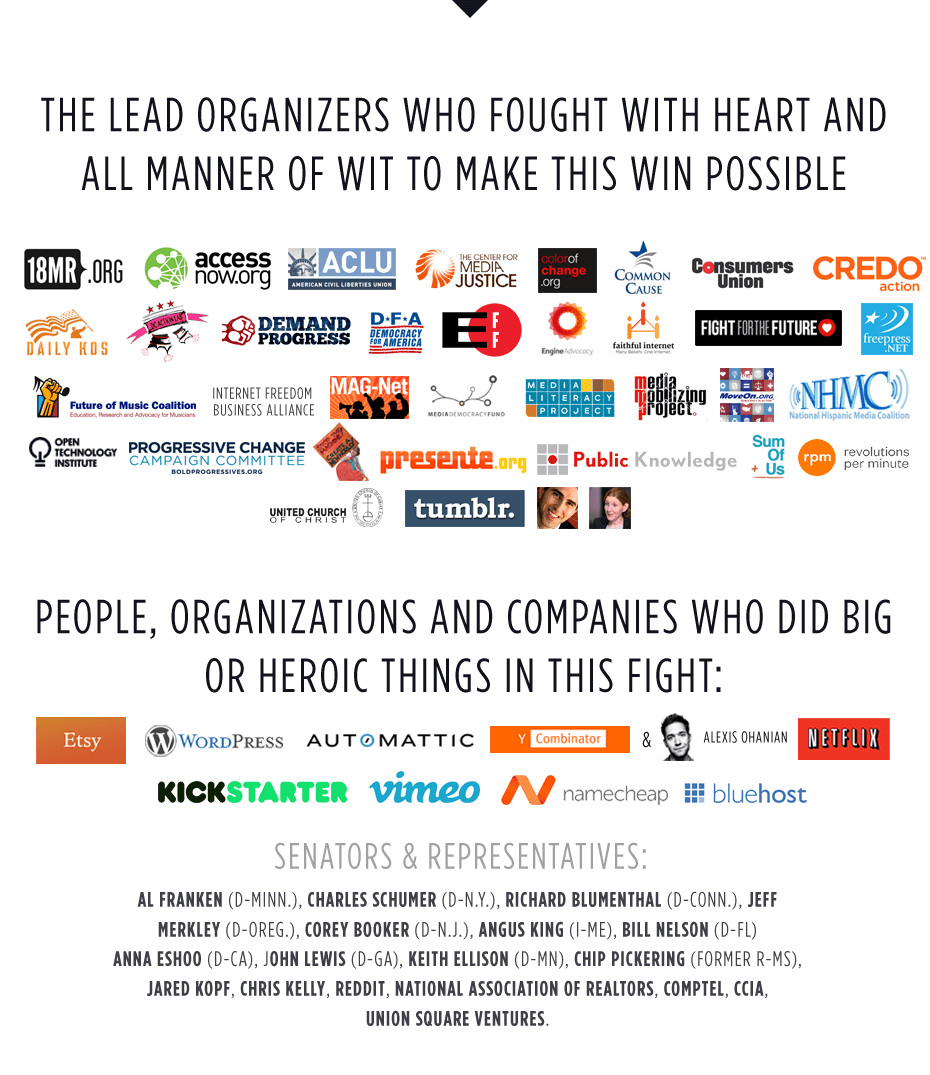 THE LEAD ORGANIZERS WHO FOUGHT WITH HEART AND
ALL MANNER OF WIT TO MAKE THIS WIN POSSIBLE
18MR.ORG
access
now.org
ACLU
AMERICAN CIVIL LIBERTIES UNION
THE CENTER FOR
MEDIA
JUSTICE
colorof
change
.org
COMMON
CAUSE
Consumers
Union
CREDO™
action
DAILY KOS
DEMAND
PROGRESS
D★F★A
DEMOCRACY
FOR AMERICA
EFF
EngineAdvocacy
faithful internet
Many Beliefs. One Internet.
FIGHT FOR THE FUTURE
freepress
.NET
Future of Music Coalition
Education, Research and Advocacy for Musicians
INTERNET FREEDOM
BUSINESS ALLIANCE
MAG-Net
MEDIADEMOCRACYFUND
MEDIA
LITERACY
PROJECT
media
mobilizing
project.
MoveOn.ORG
NHMC
National Hispanic Media Coalition
OPEN
TECHNOLOGY
INSTITUTE
PROGRESSIVE CHANGE
CAMPAIGN COMMITTEE
BOLDPROGRESSIVES.ORG
presente.org
Public Knowledge
Sum
Of
+ Us
rpm
revolutions
per minute
UNITED CHURCH
OF CHRIST
tumblr.
PEOPLE, ORGANIZATIONS AND COMPANIES WHO DID BIG
OR HEROIC THINGS IN THIS FIGHT:
Etsy
WORDPRESS
AUTOMATTIC
Y Combinator
& ALEXIS OHANIAN
NETFLIX
KICKSTARTER
vimeo
namecheap
bluehost
SENATORS & REPRESENTATIVES:
AL FRANKEN (D-MINN.), CHARLES SCHUMER (D-N.Y.), RICHARD BLUMENTHAL (D-CONN.), JEFF
MERKLEY (D-OREG.), COREY BOOKER (D-N.J.), ANGUS KING (I-ME), BILL NELSON (D-FL)
ANNA ESHOO (D-CA), JOHN LEWIS (D-GA), KEITH ELLISON (D-MN), CHIP PICKERING (FORMER R-MS),
JARED KOPF, CHRIS KELLY, REDDIT, NATIONAL ASSOCIATION OF REALTORS, COMPTEL, CCIA,
UNION SQUARE VENTURES.